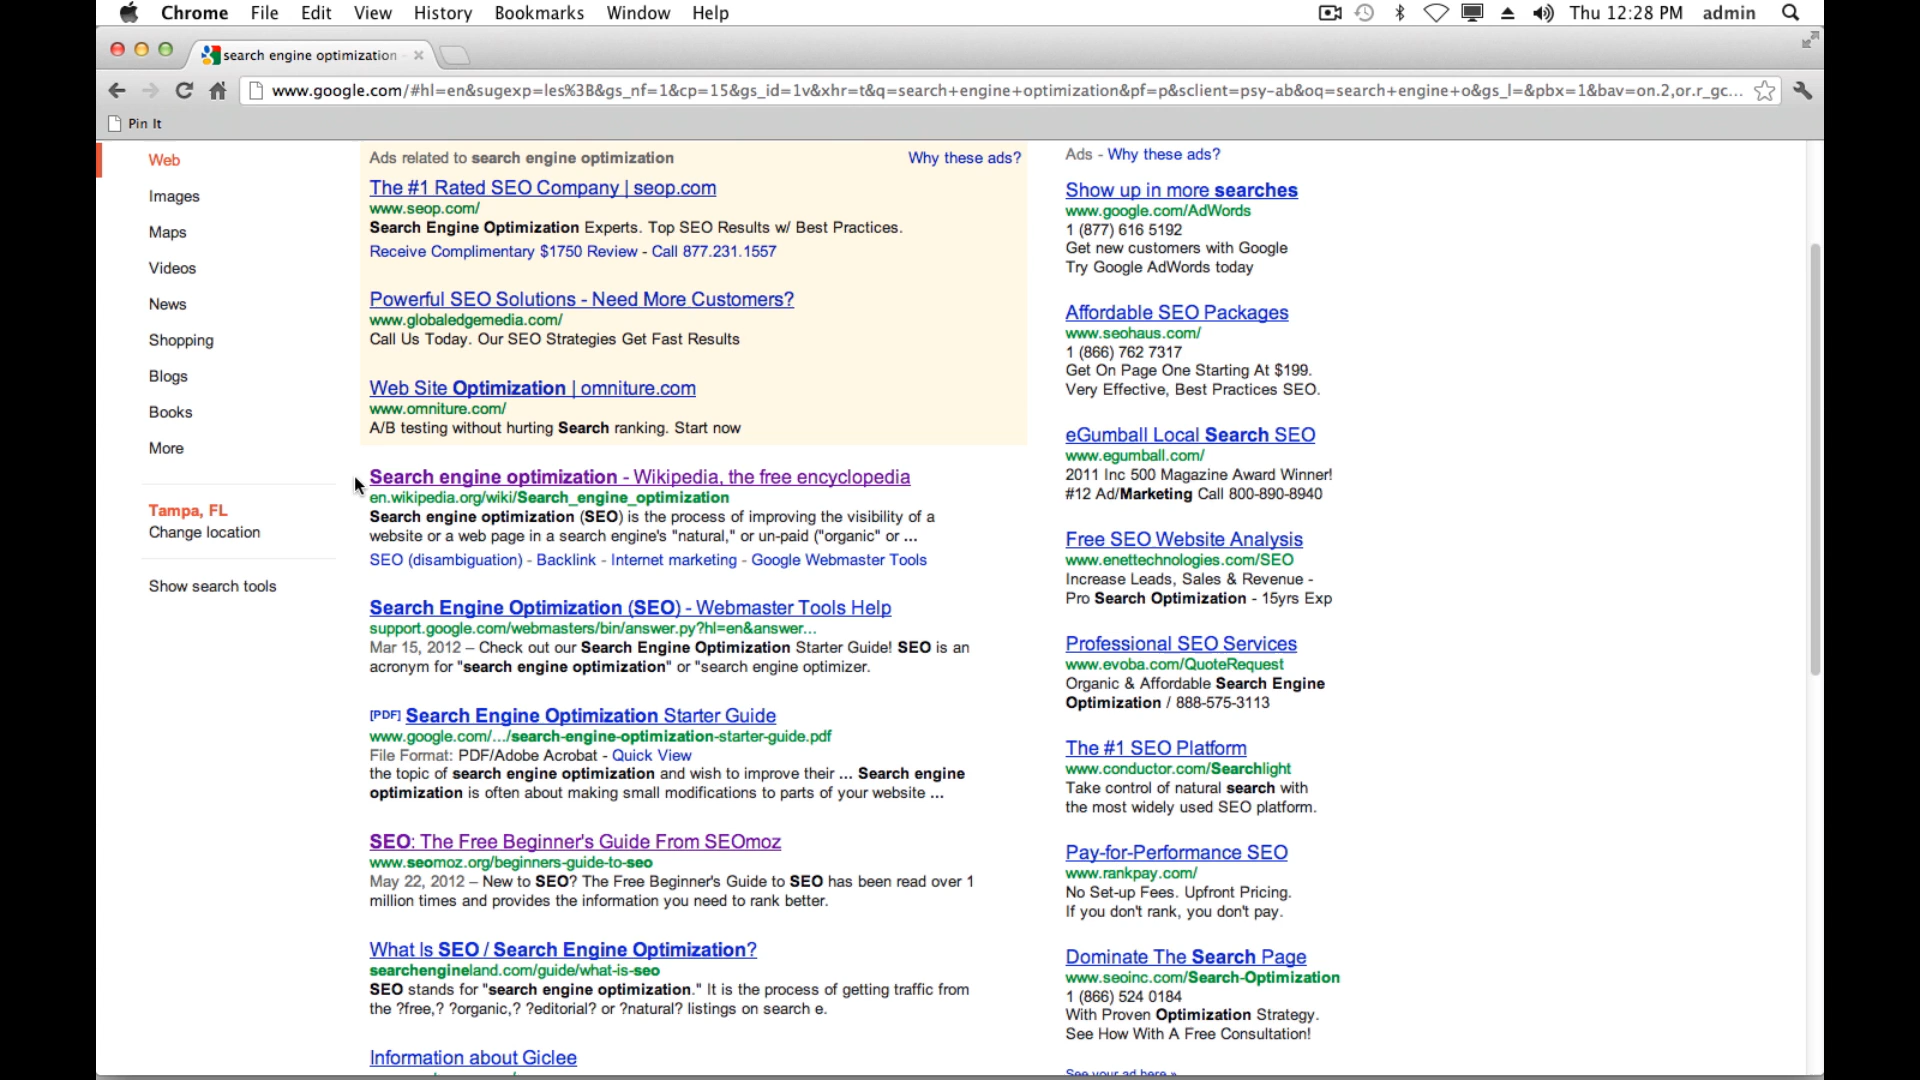 Chrome File Edit View History Bookmarks Window Help Thu 12:28 PM admin
search engine optimization
www.google.com/#hl=en&sugexp=les%3B&gs_nf=1&cp=15&gs_id=1v&xhr=t&q=search+engine+optimization&pf=p&sclient=psy-ab&oq=search+engine+o&gs_l=&pbx=1&bav=on.2,or.r_gc...
Pin It
Web
Images
Maps
Videos
News
Shopping
Blogs
Books
More
Tampa, FL
Change location
Show search tools
Ads related to search engine optimization Why these ads?
The #1 Rated SEO Company | seop.com
www.seop.com/
Search Engine Optimization Experts. Top SEO Results w/ Best Practices.
Receive Complimentary $1750 Review - Call 877.231.1557
Powerful SEO Solutions - Need More Customers?
www.globaledgemedia.com/
Call Us Today. Our SEO Strategies Get Fast Results
Web Site Optimization | omniture.com
www.omniture.com/
A/B testing without hurting Search ranking. Start now
Search engine optimization - Wikipedia, the free encyclopedia
en.wikipedia.org/wiki/Search_engine_optimization
Search engine optimization (SEO) is the process of improving the visibility of a
website or a web page in a search engine's "natural," or un-paid ("organic" or ...
SEO (disambiguation) - Backlink - Internet marketing - Google Webmaster Tools
Search Engine Optimization (SEO) - Webmaster Tools Help
support.google.com/webmasters/bin/answer.py?hl=en&answer...
Mar 15, 2012 – Check out our Search Engine Optimization Starter Guide! SEO is an
acronym for "search engine optimization" or "search engine optimizer.
[PDF] Search Engine Optimization Starter Guide
www.google.com/.../search-engine-optimization-starter-guide.pdf
File Format: PDF/Adobe Acrobat - Quick View
the topic of search engine optimization and wish to improve their ... Search engine
optimization is often about making small modifications to parts of your website ...
SEO: The Free Beginner's Guide From SEOmoz
www.seomoz.org/beginners-guide-to-seo
May 22, 2012 – New to SEO? The Free Beginner's Guide to SEO has been read over 1
million times and provides the information you need to rank better.
What Is SEO / Search Engine Optimization?
searchengineland.com/guide/what-is-seo
SEO stands for "search engine optimization." It is the process of getting traffic from
the ?free,? ?organic,? ?editorial? or ?natural? listings on search e.
Information about Giclee
Ads - Why these ads?
Show up in more searches
www.google.com/AdWords
1 (877) 616 5192
Get new customers with Google
Try Google AdWords today
Affordable SEO Packages
www.seohaus.com/
1 (866) 762 7317
Get On Page One Starting At $199.
Very Effective, Best Practices SEO.
eGumball Local Search SEO
www.egumball.com/
2011 Inc 500 Magazine Award Winner!
#12 Ad/Marketing Call 800-890-8940
Free SEO Website Analysis
www.enettechnologies.com/SEO
Increase Leads, Sales & Revenue -
Pro Search Optimization - 15yrs Exp
Professional SEO Services
www.evoba.com/QuoteRequest
Organic & Affordable Search Engine
Optimization / 888-575-3113
The #1 SEO Platform
www.conductor.com/Searchlight
Take control of natural search with
the most widely used SEO platform.
Pay-for-Performance SEO
www.rankpay.com/
No Set-up Fees. Upfront Pricing.
If you don't rank, you don't pay.
Dominate The Search Page
www.seoinc.com/Search-Optimization
1 (866) 524 0184
With Proven Optimization Strategy.
See How With A Free Consultation!
See your ad here »